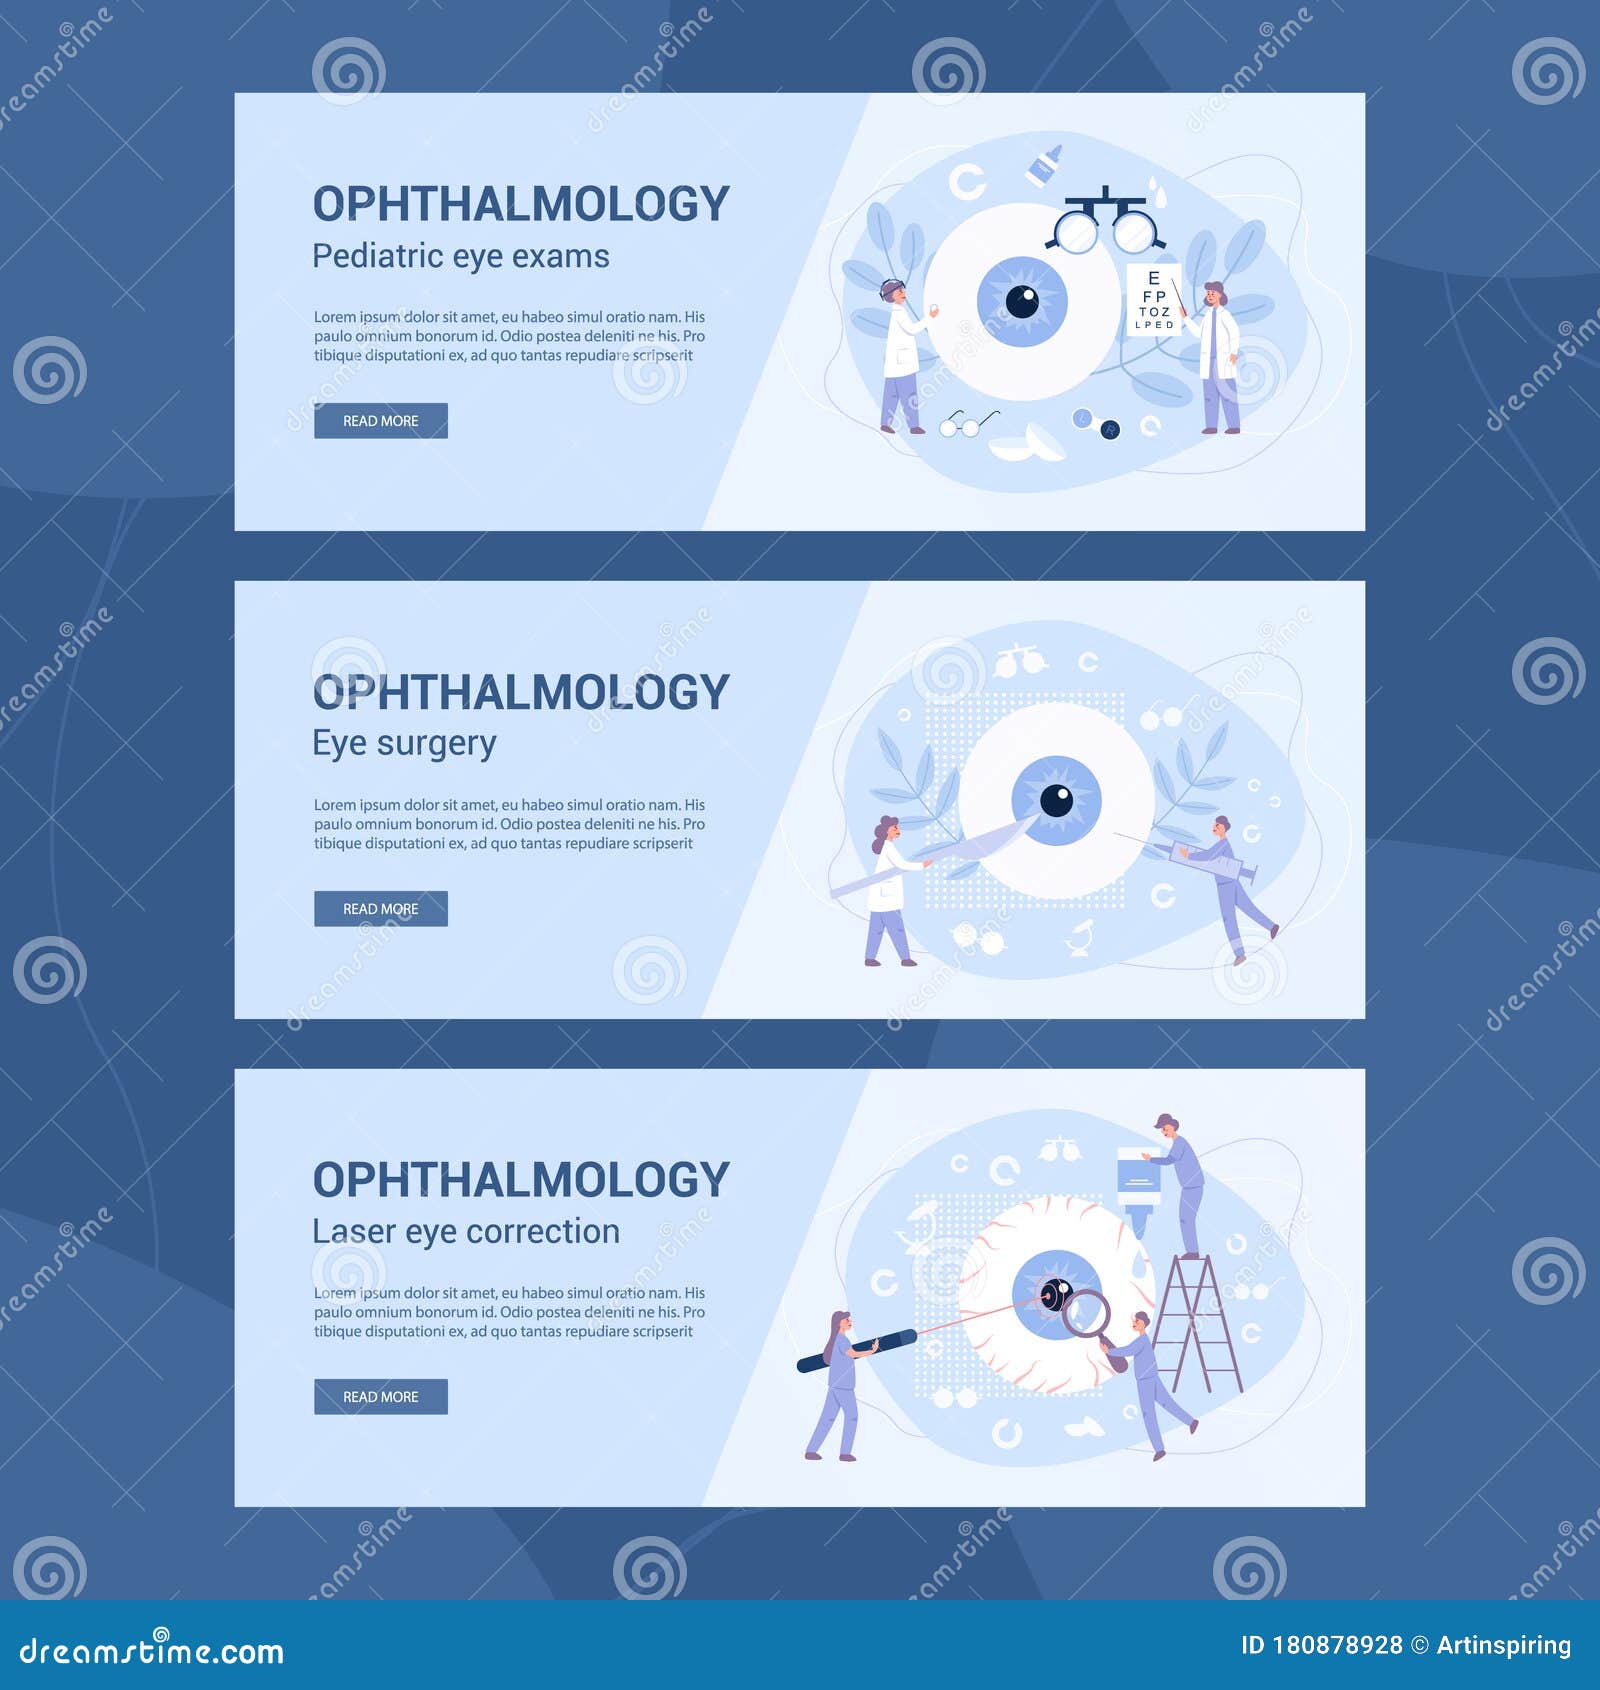 OPHTHALMOLOGY
Pediatric eye exams
Lorem ipsum dolor sit amet, eu habeo simul oratio nam. His
paulo omnium bonorum id. Odio postea deleniti ne his. Pro
tibique disputationi ex, ad quo tantas repudiare scripserit
READ MORE
E
F P
T O Z
L P E D
L
R
OPHTHALMOLOGY
Eye surgery
Lorem ipsum dolor sit amet, eu habeo simul oratio nam. His
paulo omnium bonorum id. Odio postea deleniti ne his. Pro
tibique disputationi ex, ad quo tantas repudiare scripserit
READ MORE
OPHTHALMOLOGY
Laser eye correction
Lorem ipsum dolor sit amet, eu habeo simul oratio nam. His
paulo omnium bonorum id. Odio postea deleniti ne his. Pro
tibique disputationi ex, ad quo tantas repudiare scripserit
READ MORE
dreamstime.com
ID 180878928 © Artinspiring